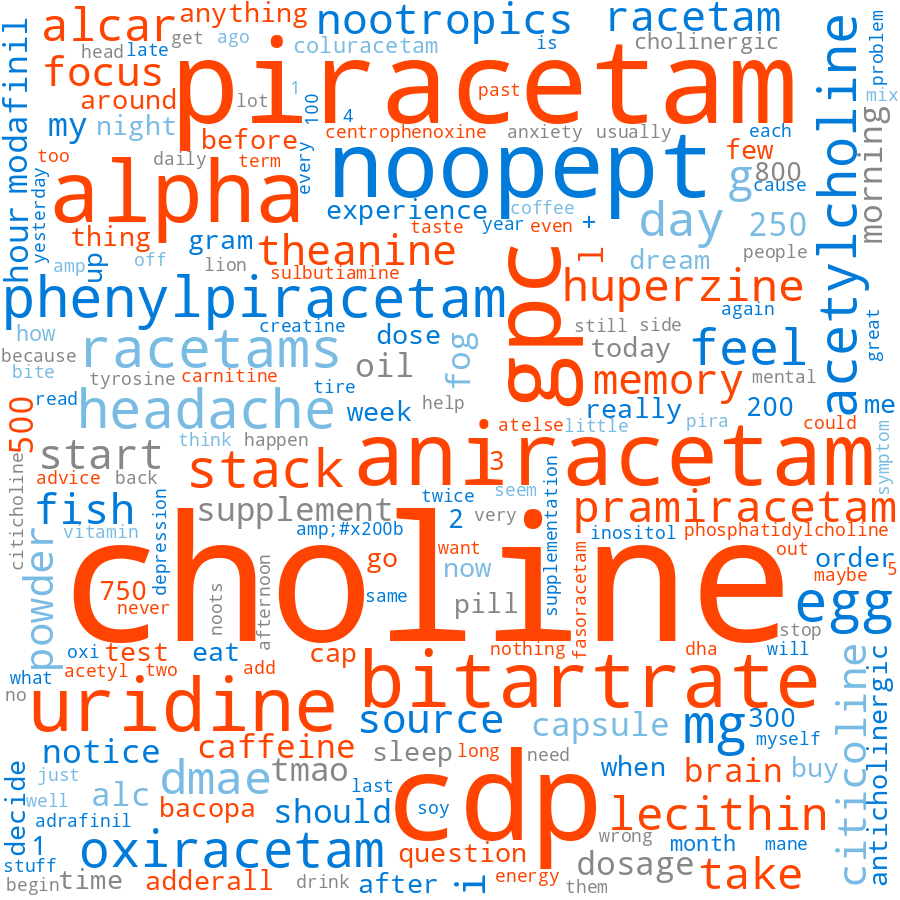 alcar
anything
nootropics
racetam
head
late
get
ago
coluracetam
is
cholinergic
problem
focus
piracetam
mix
around
lot
1
past
100
4
hour modafinil
my
night
before
centrophenoxine
anxiety
usually
each
few
800
morning
acetylcholine
too
daily
term
every
alpha
noopept
g
cause
yesterday
experience
coffee
year
even
+
day
250
thing
gram
theanine
taste
l
dream
people
up
amp
off
lion
sulbutiamine
gpc
huperzine
phenylpiracetam
creatine
again
great
how
because
racetams
dose
fog
still
side
today
feel
bite
tyrosine
carnitine
oil
tire
memory
mental
read
headache
week
help
really
200
me
500
atelse
little
pira
could
think
happen
start
stack
aniracetam
3
symptom
citicholine
advice
back
fish
supplement
twice
seem
pramiracetam
vitamin
depression
amp;#x200b
2
very
supplementation
inositol
phosphatidylcholine
powder
choline
want
out
order
go
now
fasoracetam
maybe
5
750
never
noots
afternoon
same
pill
egg
stop
oxi
test
eat
cap
nothing
dha
will
what
acetyl
two
add
no
uridine
bitartrate
source
capsule
mg
300
citicoline
anticholinergic
myself
notice
caffeine
sleep
long
need
when
decide
just
dmae
tmao
brain
buy
well
alc
last
cdp
bacopa
should
soy
lecithin
adrafinil
1
wrong
month
mane
stuff
oxiracetam
question
dosage
begin
time
adderall
drink
after
i
energy
them
take